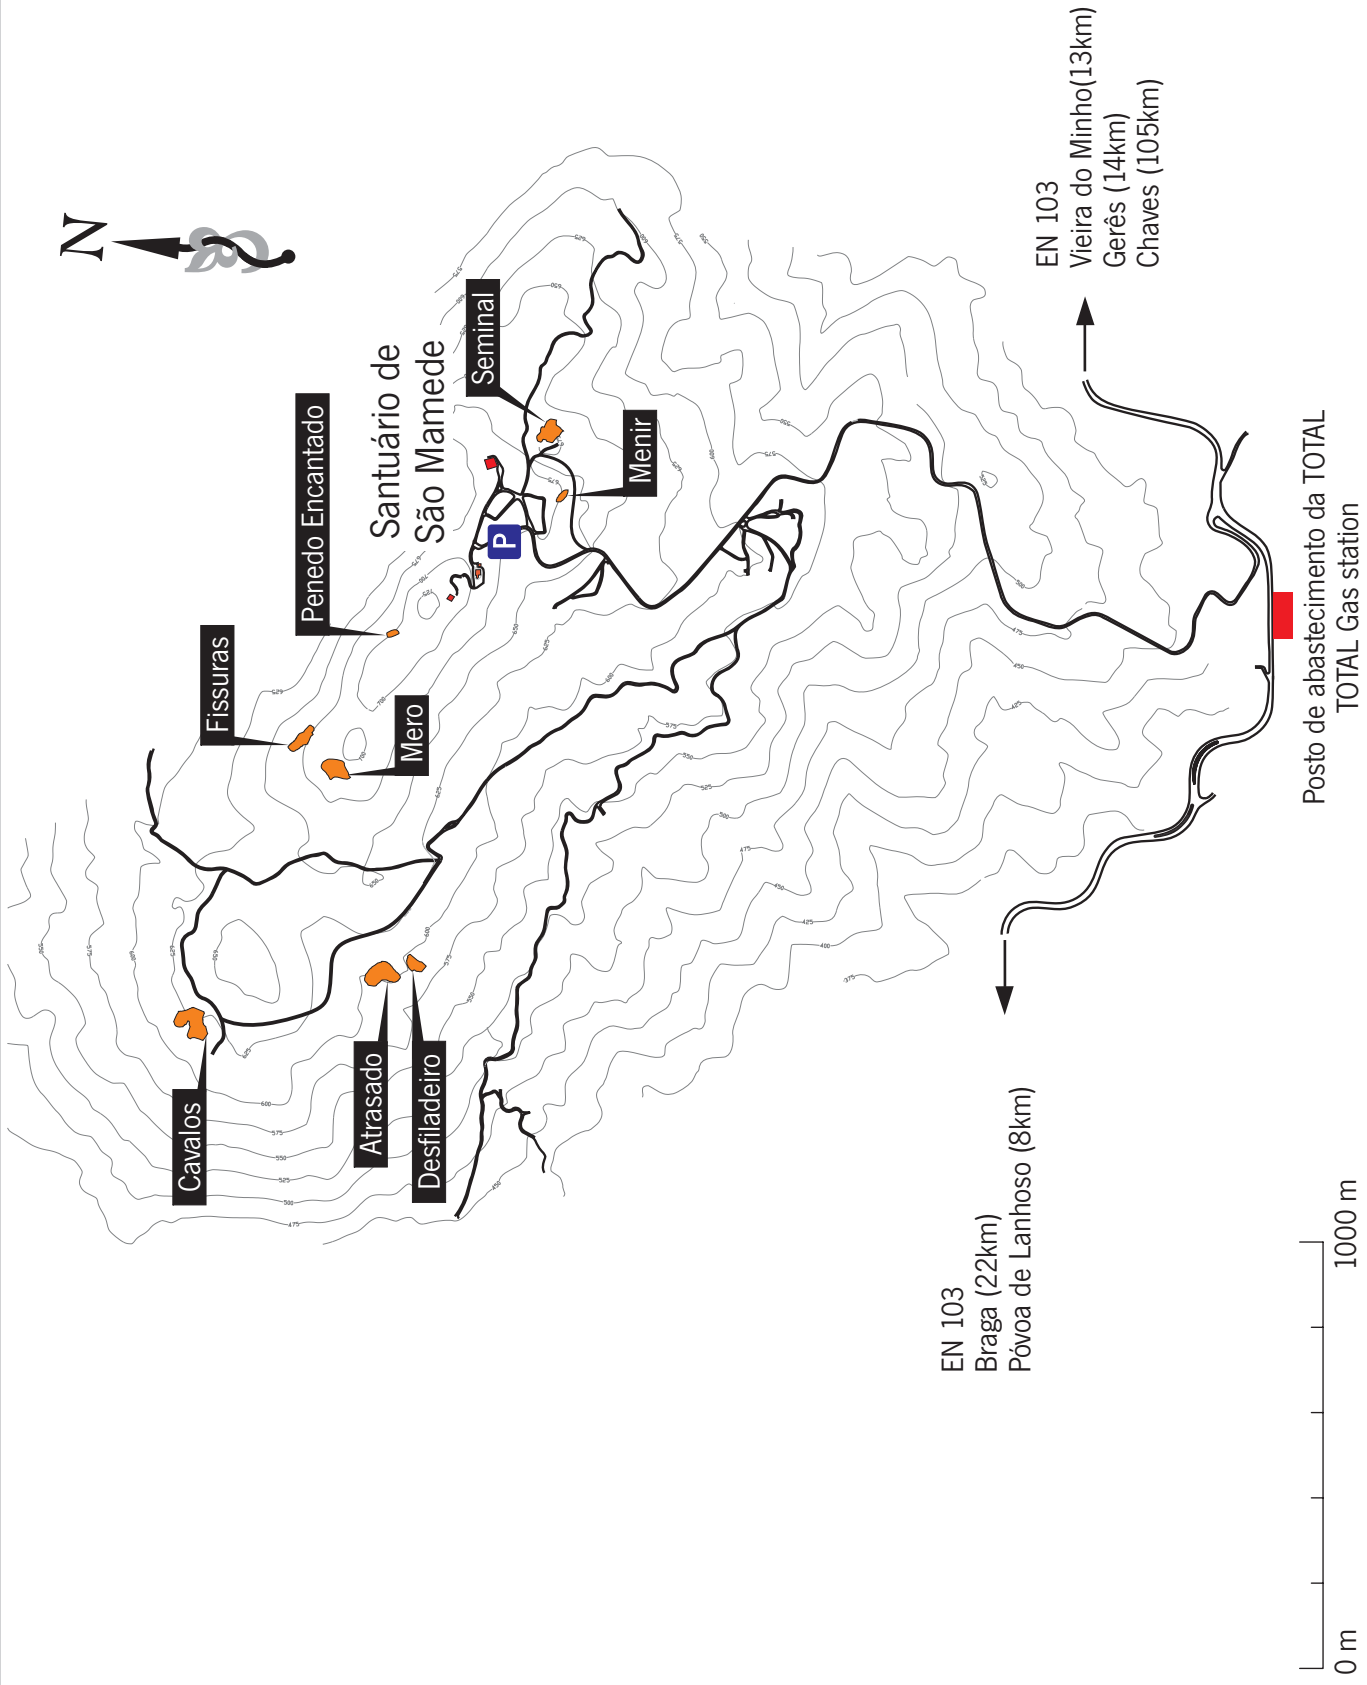 N
Santuário de
São Mamede
Seminal
Menir
Penedo Encantado
Fissuras
Mero
Cavalos
Atrasado
Desfiladeiro
P
EN 103
Vieira do Minho(13km)
Gerês (14km)
Chaves (105km)
Posto de abastecimento da TOTAL
TOTAL Gas station
EN 103
Braga (22km)
Póvoa de Lanhoso (8km)
0 m
1000 m